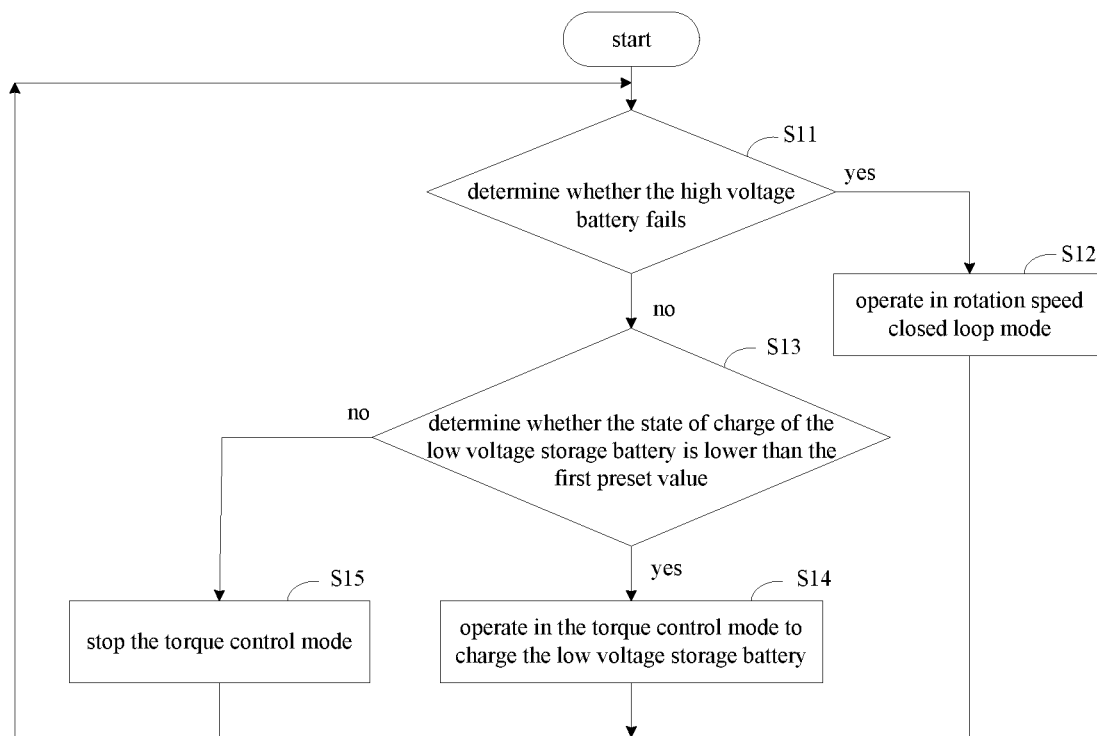 start
S11
determine whether the high voltage
battery fails
yes
S12
operate in rotation speed
closed loop mode
no
S13
determine whether the state of charge of the
low voltage storage battery is lower than the
first preset value
no
yes
S15
stop the torque control mode
S14
operate in the torque control mode to
charge the low voltage storage battery